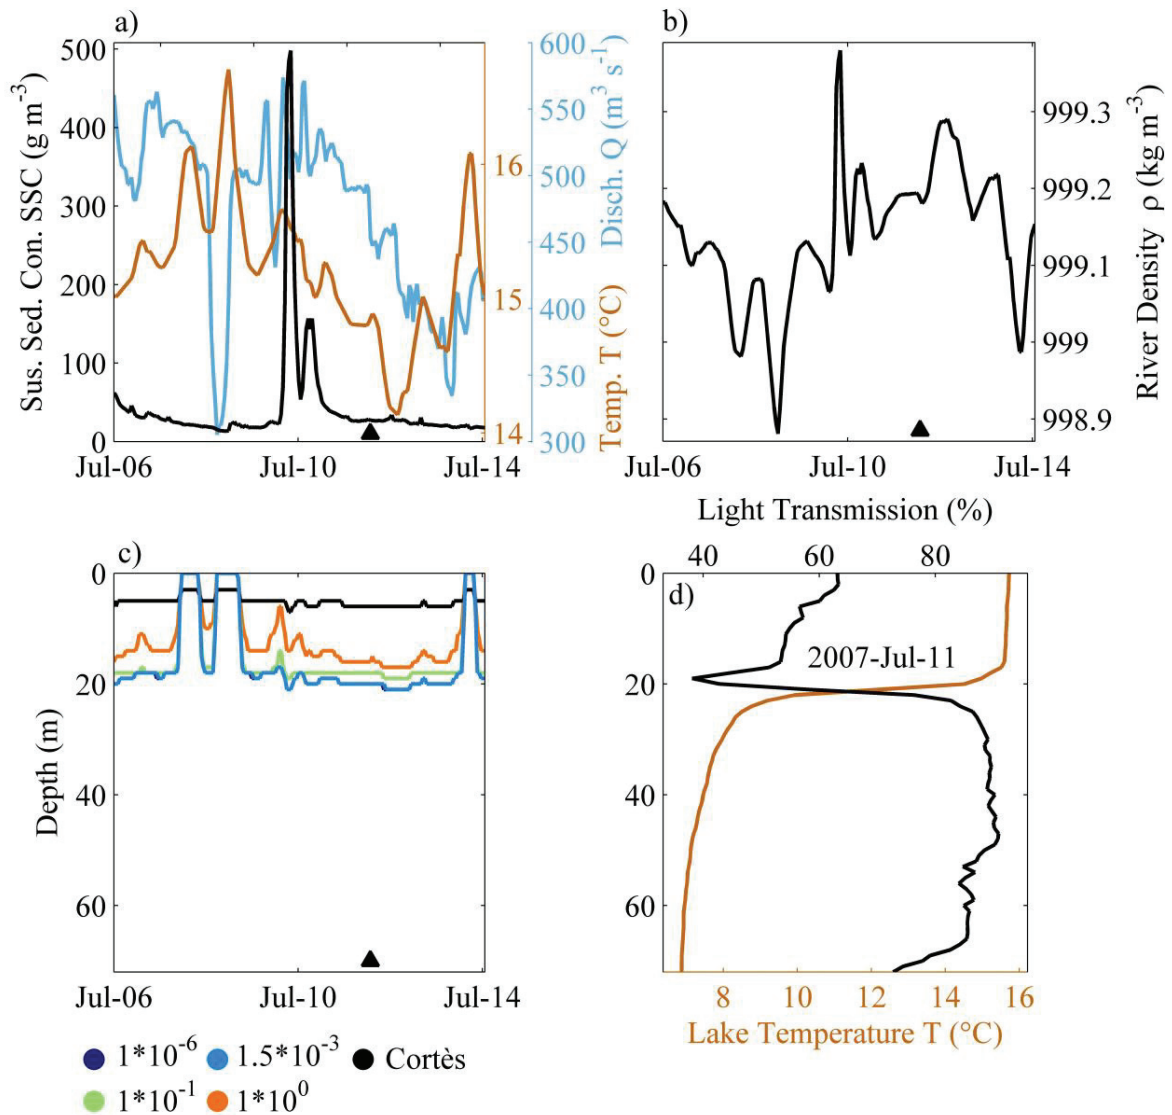 a)
b)
Sus. Sed. Con. SSC (g m⁻³)
500
400
300
200
100
0
600
550
500
450
400
350
300
Disch. Q (m³ s⁻¹)
16
15
14
Temp. T (°C)
Jul-06 Jul-10 Jul-14
999.3
999.2
999.1
999
998.9
River Density ρ (kg m⁻³)
Jul-06 Jul-10 Jul-14
c)
Depth (m)
0
20
40
60
Jul-06 Jul-10 Jul-14
1*10⁻⁶ 1.5*10⁻³ Cortès
1*10⁻¹ 1*10⁰
Light Transmission (%)
40 60 80
d)
0
20
40
60
2007-Jul-11
8 10 12 14 16
Lake Temperature T (°C)